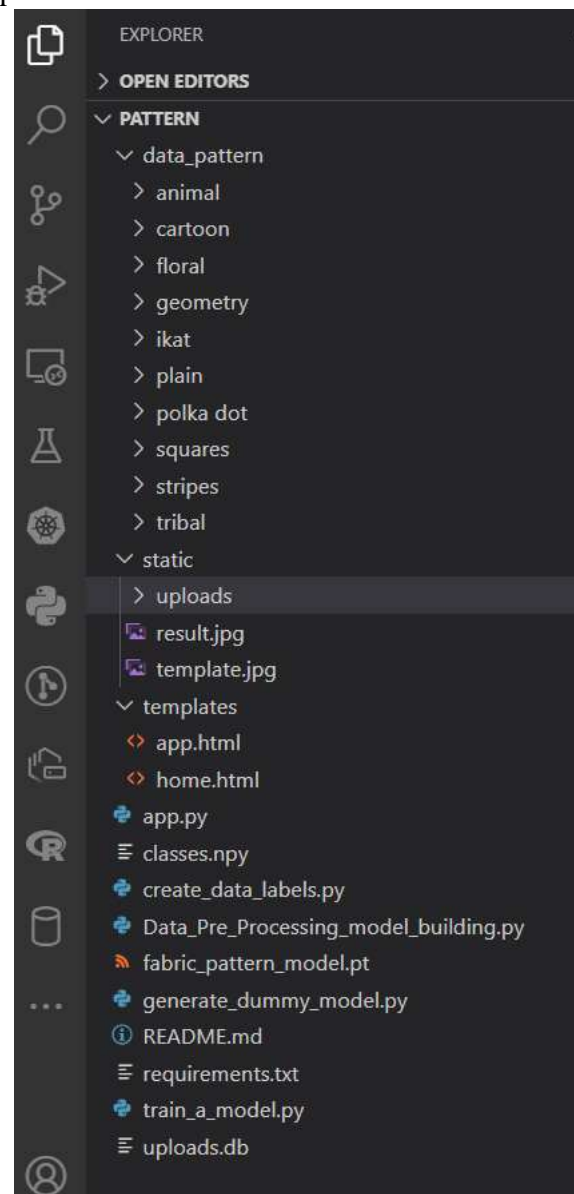 EXPLORER
OPEN EDITORS
PATTERN
data_pattern
animal
cartoon
floral
geometry
ikat
plain
polka dot
squares
stripes
tribal
static
uploads
result.jpg
template.jpg
templates
app.html
home.html
app.py
classes.npy
create_data_labels.py
Data_Pre_Processing_model_building.py
fabric_pattern_model.pt
generate_dummy_model.py
README.md
requirements.txt
train_a_model.py
uploads.db